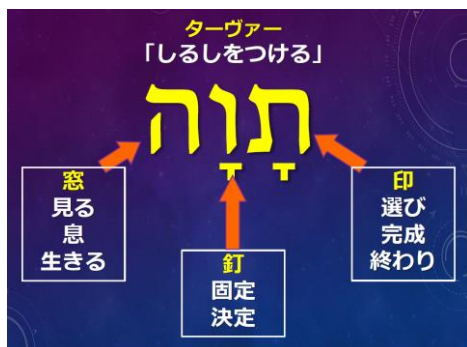 ターヴァー
「しるしをつける」
תָוָה
窓
見る
息
生きる
釘
固定
決定
印
選び
完成
終わり